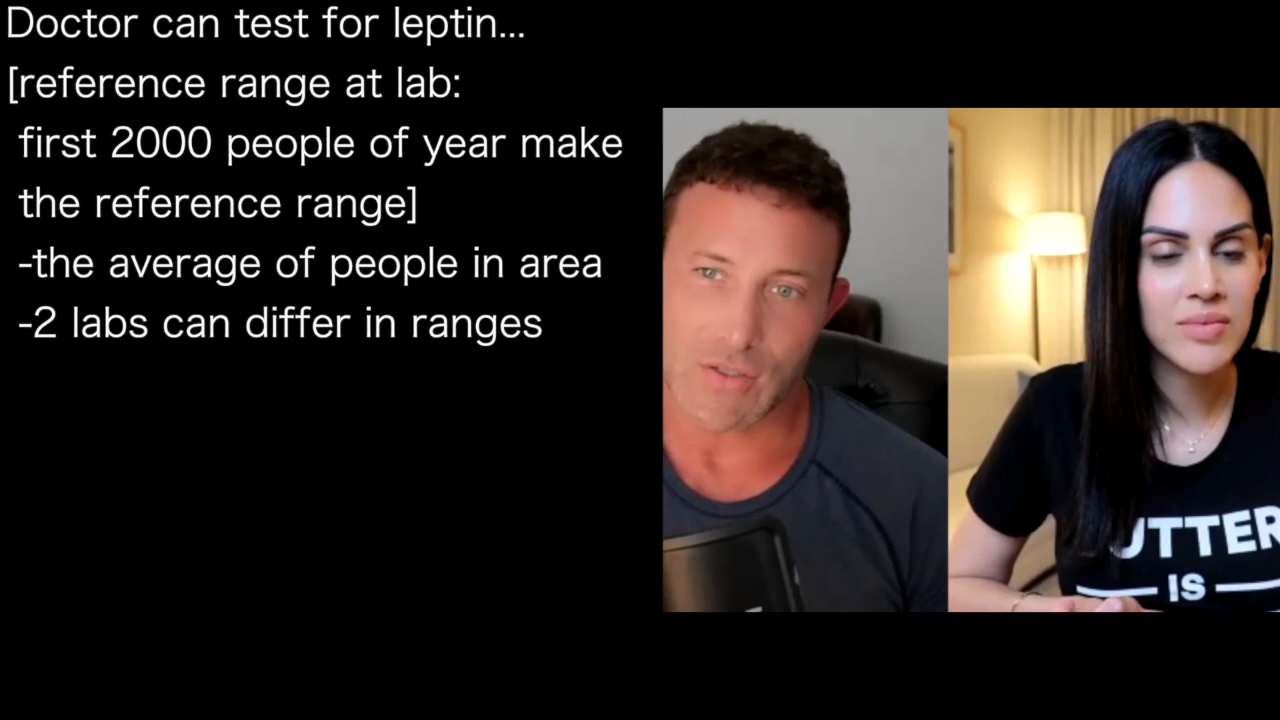 Doctor can test for leptin...
[reference range at lab:
first 2000 people of year make
the reference range]
-the average of people in area
-2 labs can differ in ranges
UTTER
IS